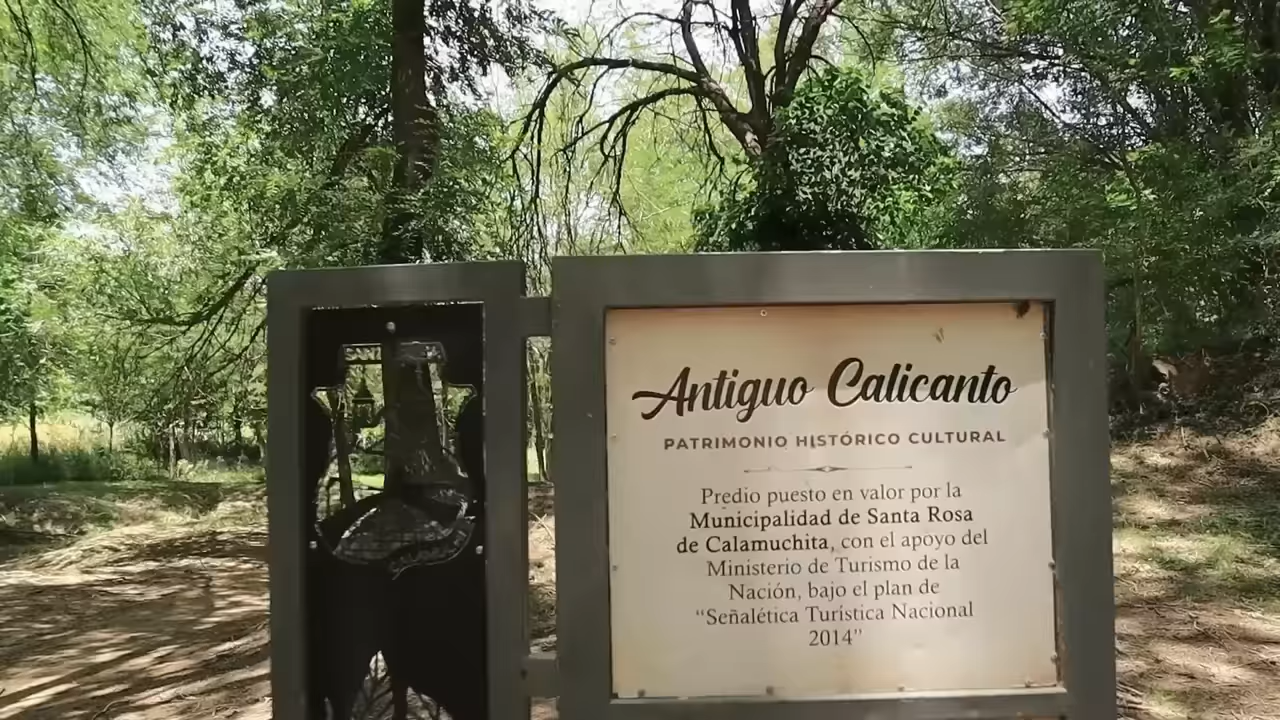 Antiguo Calicanto
PATRIMONIO HISTÓRICO CULTURAL
Predio puesto en valor por la
Municipalidad de Santa Rosa
de Calamuchita, con el apoyo del
Ministerio de Turismo de la
Nación, bajo el plan de
“Señalética Turística Nacional
2014”